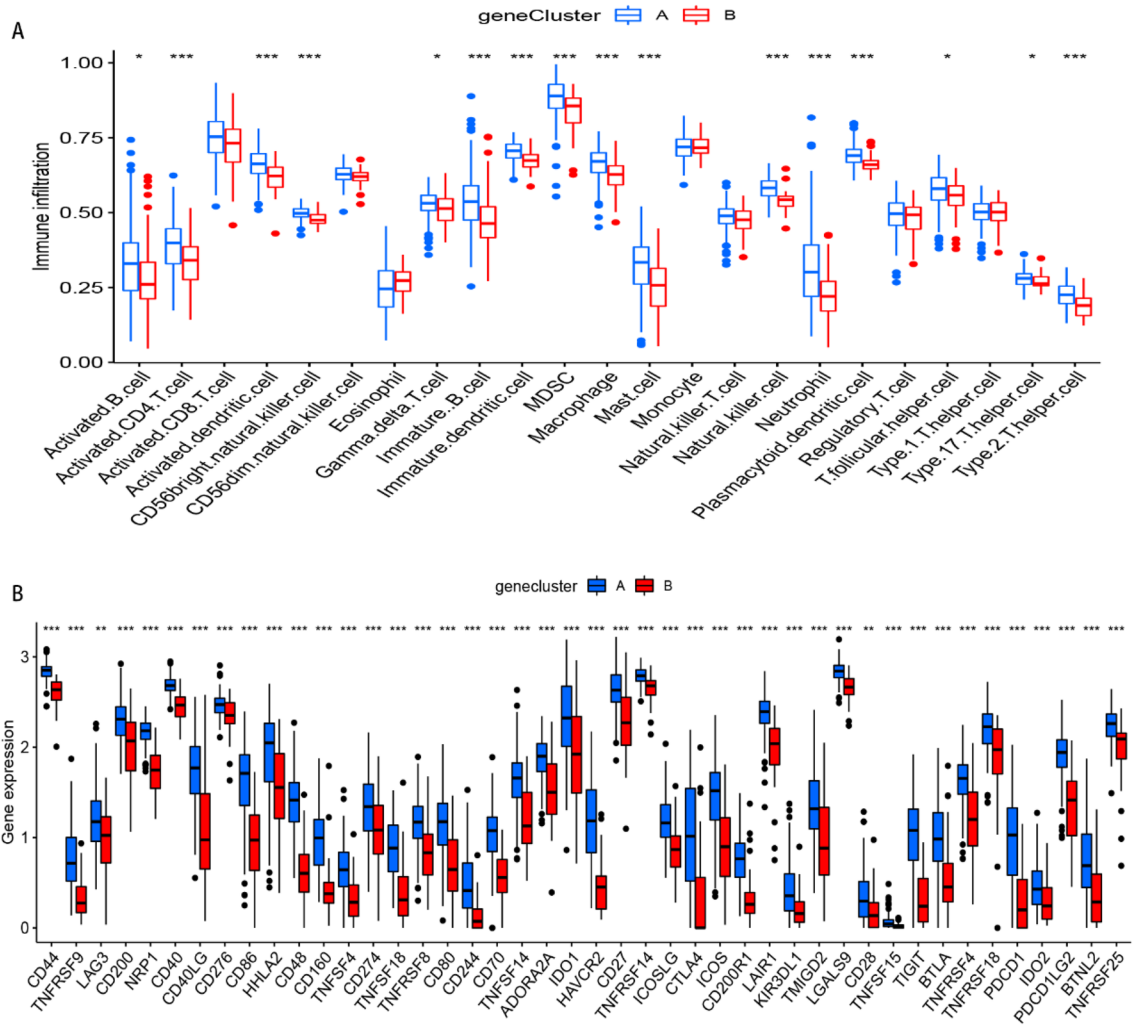 A
geneCluster A B
* *** *** *** * *** *** *** *** *** *** *** *** * * ***
Immune infiltration
1.00
0.75
0.50
0.25
0.00
Activated.B.cell
Activated.CD4.T.cell
Activated.CD8.T.cell
Activated.dendritic.cell
CD56bright.natural.killer.cell
CD56dim.natural.killer.cell
Eosinophil
Gamma.delta.T.cell
Immature..B.cell
Immature.dendritic.cell
MDSC
Macrophage
Mast.cell
Monocyte
Natural.killer.T.cell
Natural.killer.cell
Neutrophil
Plasmacytoid.dendritic.cell
Regulatory.T.cell
T.follicular.helper.cell
Type.1.T.helper.cell
Type.17.T.helper.cell
Type.2.T.helper.cell
B
genecluster A B
*** *** ** *** *** *** *** *** *** *** *** *** *** *** *** *** *** *** *** *** *** *** *** *** *** *** *** *** *** *** *** *** *** ** *** *** *** *** *** *** *** *** *** ***
Gene expression
3
2
1
0
CD44
TNFRSF9
LAG3
CD200
NRP1
CD40
CD40LG
CD276
CD86
HHLA2
CD48
CD160
TNFSF4
CD274
TNFSF18
TNFRSF8
CD80
CD244
CD70
TNFSF14
ADORA2A
IDO1
HAVCR2
CD27
TNFRSF14
ICOSLG
CTLA4
ICOS
CD200R1
LAIR1
KIR3DL1
TMIGD2
LGALS9
CD28
TNFSF15
TIGIT
BTLA
TNFRSF4
TNFRSF18
PDCD1
IDO2
PDCD1LG2
BTNL2
TNFRSF25